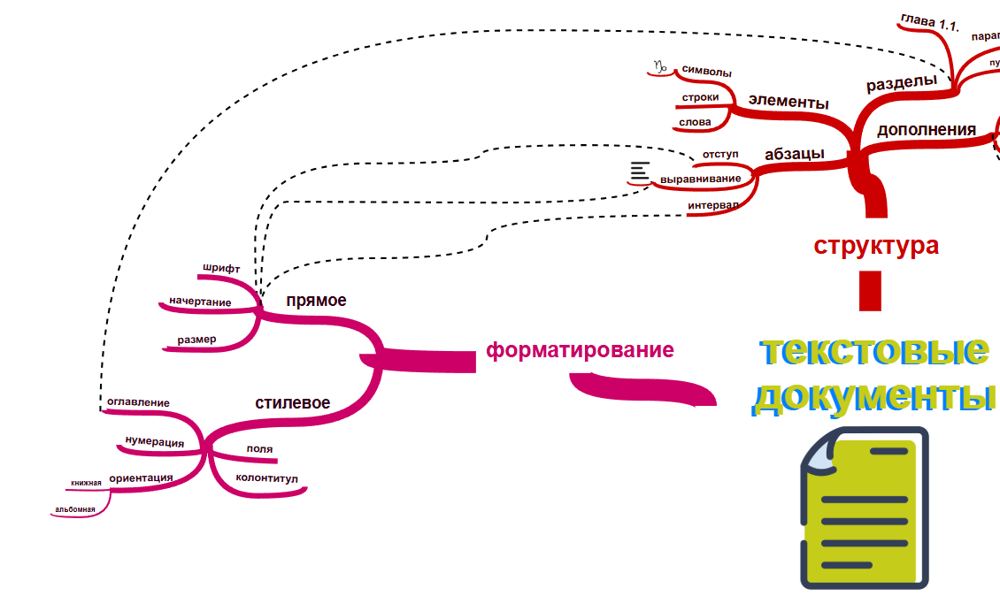 глава 1.1.
символы
строки
слова
элементы
разделы
дополнения
абзацы
отступ
выравнивание
интервал
структура
текстовые
документы
форматирование
прямое
шрифт
начертание
размер
стилевое
оглавление
нумерация
ориентация
книжная
альбомная
поля
колонтитул